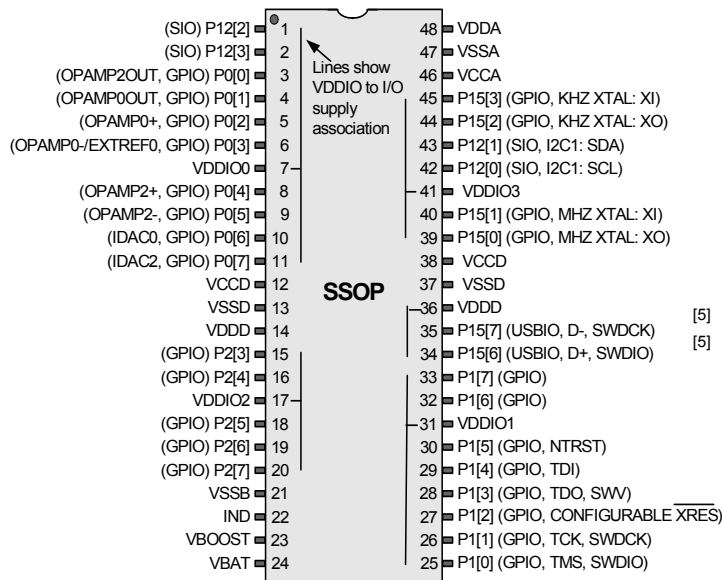 (SIO) P12[2] 1 48 VDDA
(SIO) P12[3] 2 47 VSSA
(OPAMP2OUT, GPIO) P0[0] 3 Lines show 46 VCCA
(OPAMP0OUT, GPIO) P0[1] 4 VDDIO to I/O 45 P15[3] (GPIO, KHZ XTAL: XI)
(OPAMP0+, GPIO) P0[2] 5 supply 44 P15[2] (GPIO, KHZ XTAL: XO)
(OPAMP0-/EXTREF0, GPIO) P0[3] 6 association 43 P12[1] (SIO, I2C1: SDA)
VDDIO0 7 42 P12[0] (SIO, I2C1: SCL)
(OPAMP2+, GPIO) P0[4] 8 41 VDDIO3
(OPAMP2-, GPIO) P0[5] 9 40 P15[1] (GPIO, MHZ XTAL: XI)
(IDAC0, GPIO) P0[6] 10 39 P15[0] (GPIO, MHZ XTAL: XO)
(IDAC2, GPIO) P0[7] 11 38 VCCD
VCCD 12 SSOP 37 VSSD
VSSD 13 36 VDDD [5]
VDDD 14 35 P15[7] (USBIO, D-, SWDCK) [5]
(GPIO) P2[3] 15 34 P15[6] (USBIO, D+, SWDIO)
(GPIO) P2[4] 16 33 P1[7] (GPIO)
VDDIO2 17 32 P1[6] (GPIO)
(GPIO) P2[5] 18 31 VDDIO1
(GPIO) P2[6] 19 30 P1[5] (GPIO, NTRST)
(GPIO) P2[7] 20 29 P1[4] (GPIO, TDI)
VSSB 21 28 P1[3] (GPIO, TDO, SWV)
IND 22 27 P1[2] (GPIO, CONFIGURABLE XRES)
VBOOST 23 26 P1[1] (GPIO, TCK, SWDCK)
VBAT 24 25 P1[0] (GPIO, TMS, SWDIO)